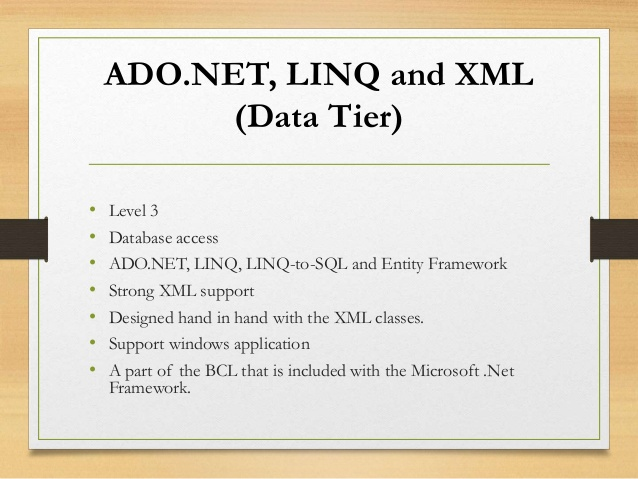 ADO.NET, LINQ and XML
(Data Tier)
• Level 3
• Database access
• ADO.NET, LINQ, LINQ-to-SQL and Entity Framework
• Strong XML support
• Designed hand in hand with the XML classes.
• Support windows application
• A part of the BCL that is included with the Microsoft .Net
Framework.